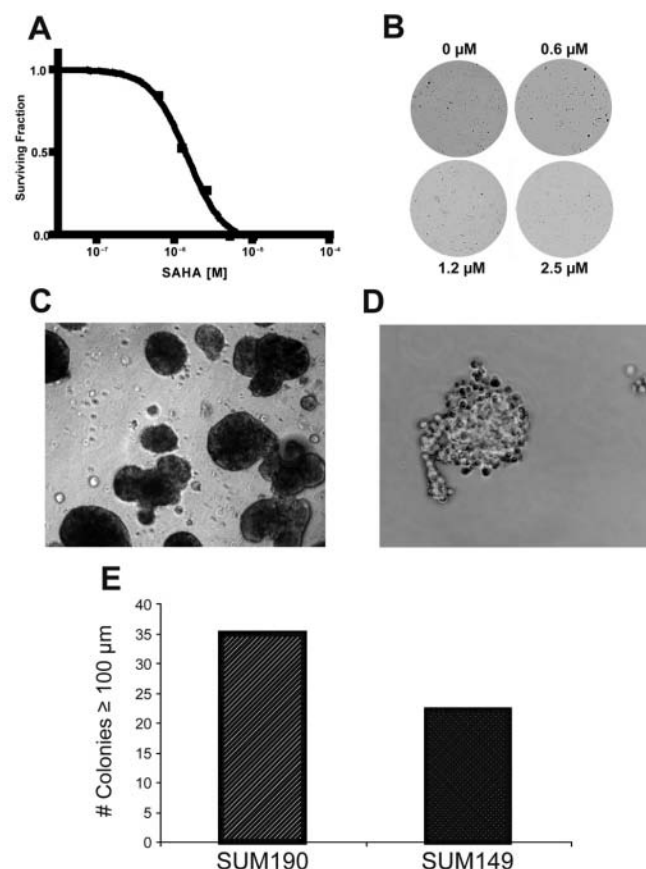 A
Surviving Fraction
1.0
0.5
0.0
10⁻⁷
10⁻⁶
10⁻⁵
10⁻⁴
SAHA [M]
B
0 µM
0.6 µM
1.2 µM
2.5 µM
C
D
E
# Colonies ≥ 100 µm
40
35
30
25
20
15
10
5
0
SUM190
SUM149